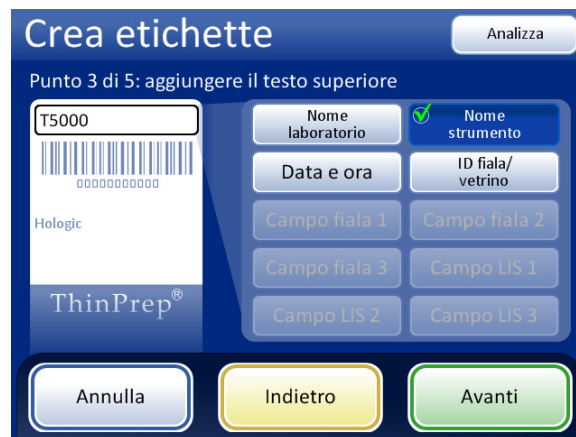 Crea etichette
Analizza
Punto 3 di 5: aggiungere il testo superiore
T5000
00000000000
Hologic
ThinPrep®
Nome
laboratorio
Nome
strumento
Data e ora
ID fiala/
vetrino
Campo fiala 1
Campo fiala 2
Campo fiala 3
Campo LIS 1
Campo LIS 2
Campo LIS 3
Annulla
Indietro
Avanti